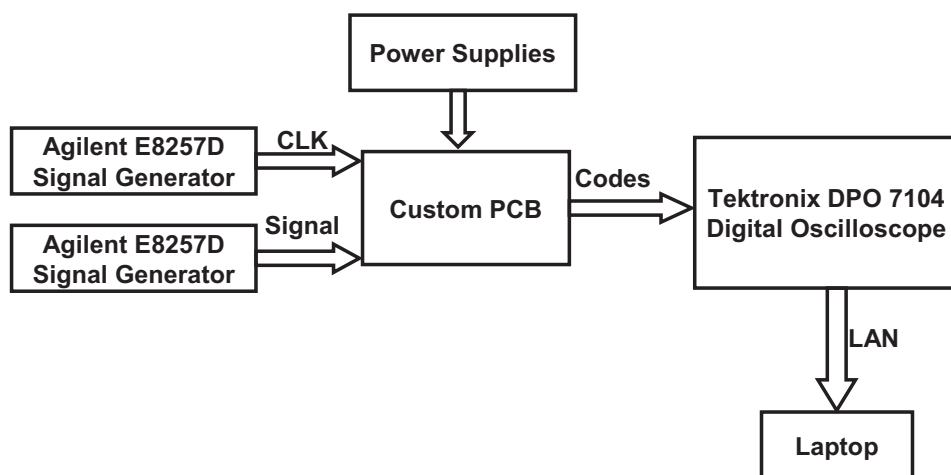 Power Supplies
Agilent E8257D
Signal Generator
CLK
Agilent E8257D
Signal Generator
Signal
Custom PCB
Codes
Tektronix DPO 7104
Digital Oscilloscope
LAN
Laptop